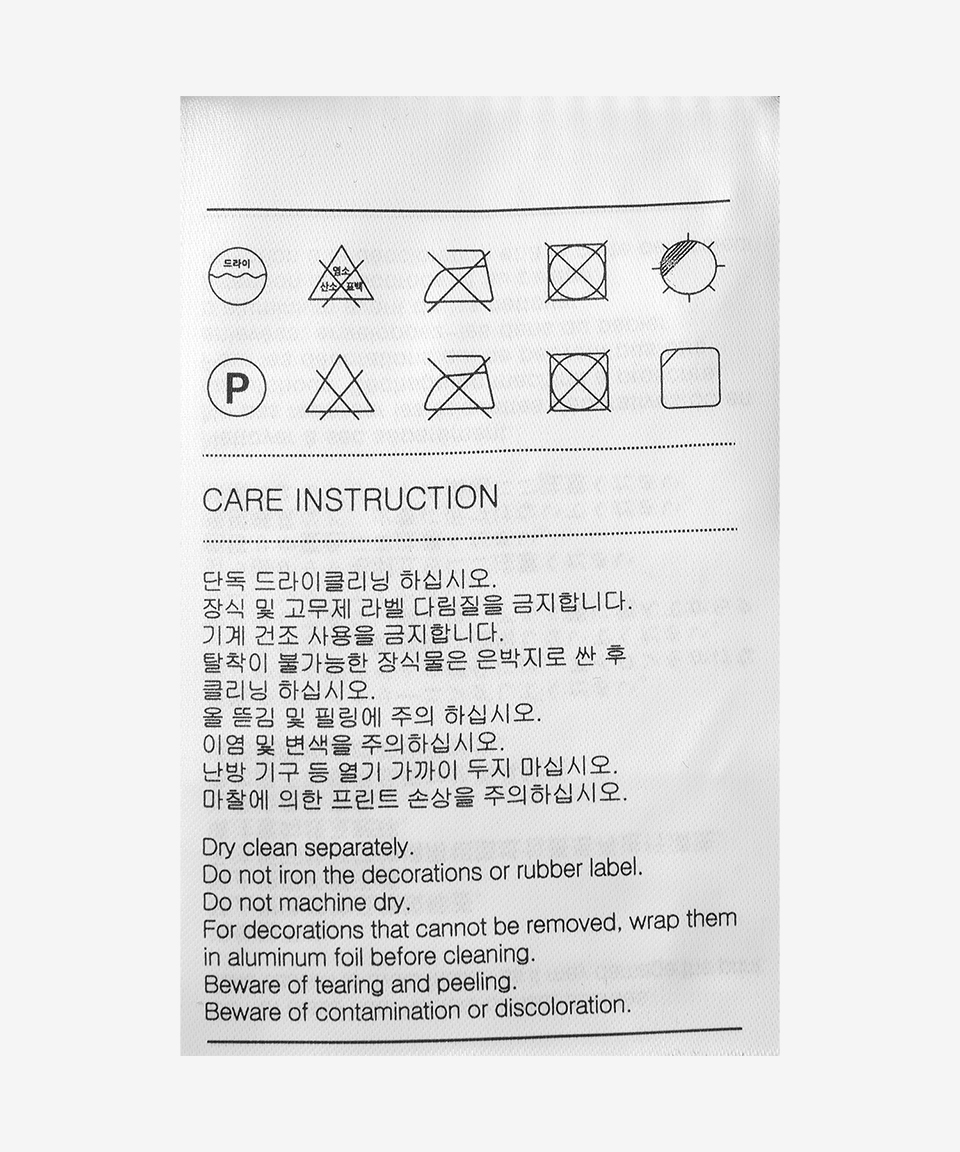 드라이
염소
산소 표백
P
CARE INSTRUCTION
단독 드라이클리닝 하십시오.
장식 및 고무제 라벨 다림질을 금지합니다.
기계 건조 사용을 금지합니다.
탈착이 불가능한 장식물은 은박지로 싼 후
클리닝 하십시오.
올 뜯김 및 필링에 주의 하십시오.
이염 및 변색을 주의하십시오.
난방 기구 등 열기 가까이 두지 마십시오.
마찰에 의한 프린트 손상을 주의하십시오.
Dry clean separately.
Do not iron the decorations or rubber label.
Do not machine dry.
For decorations that cannot be removed, wrap them
in aluminum foil before cleaning.
Beware of tearing and peeling.
Beware of contamination or discoloration.